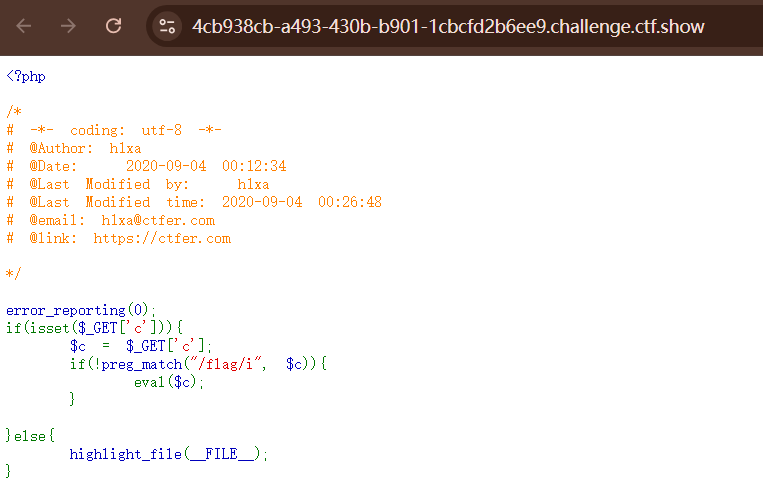 4cb938cb-a493-430b-b901-1cbcfd2b6ee9.challenge.ctf.show
<?php
/*
# -*- coding: utf-8 -*-
# @Author: h1xa
# @Date:   2020-09-04 00:12:34
# @Last Modified by:   h1xa
# @Last Modified time: 2020-09-04 00:26:48
# @email: h1xa@ctfer.com
# @link: https://ctfer.com
*/
error_reporting(0);
if(isset($_GET['c'])){
    $c = $_GET['c'];
    if(!preg_match("/flag/i", $c)){
        eval($c);
    }
}else{
    highlight_file(__FILE__);
}